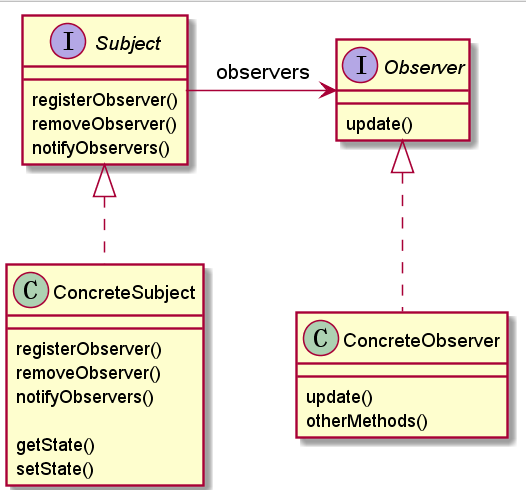 I Subject
registerObserver()
removeObserver()
notifyObservers()
observers
I Observer
update()
C ConcreteSubject
registerObserver()
removeObserver()
notifyObservers()
getState()
setState()
C ConcreteObserver
update()
otherMethods()